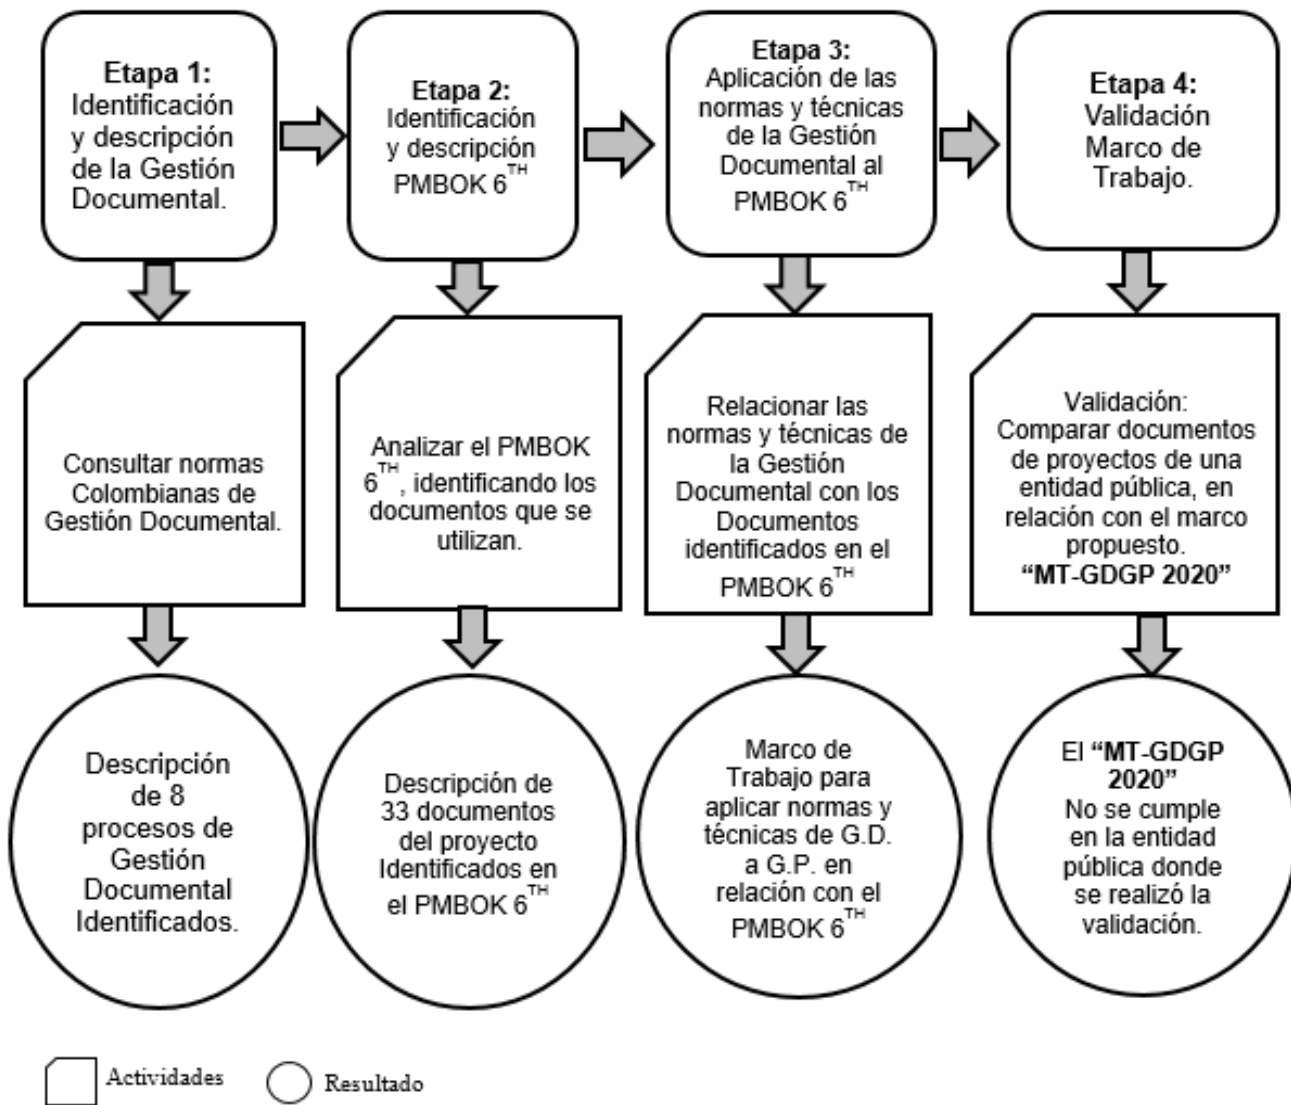 Etapa 1:
Identificación
y descripción
de la Gestión
Documental.
Etapa 2:
Identificación
y descripción
PMBOK 6TH
Etapa 3:
Aplicación de las
normas y técnicas
de la Gestión
Documental al
PMBOK 6TH
Etapa 4:
Validación
Marco de
Trabajo.
Consultar normas
Colombianas de
Gestión Documental.
Analizar el PMBOK
6TH, identificando los
documentos que se
utilizan.
Relacionar las
normas y técnicas de
la Gestión
Documental con los
Documentos
identificados en el
PMBOK 6TH
Validación:
Comparar documentos
de proyectos de una
entidad pública, en
relación con el marco
propuesto.
“MT-GDGP 2020”
Descripción
de 8
procesos de
Gestión
Documental
Identificados.
Descripción de
33 documentos
del proyecto
Identificados en
el PMBOK 6TH
Marco de
Trabajo para
aplicar normas y
técnicas de G.D.
a G.P. en
relación con el
PMBOK 6TH
El “MT-GDGP
2020”
No se cumple
en la entidad
pública donde
se realizó la
validación.
Actividades
Resultado